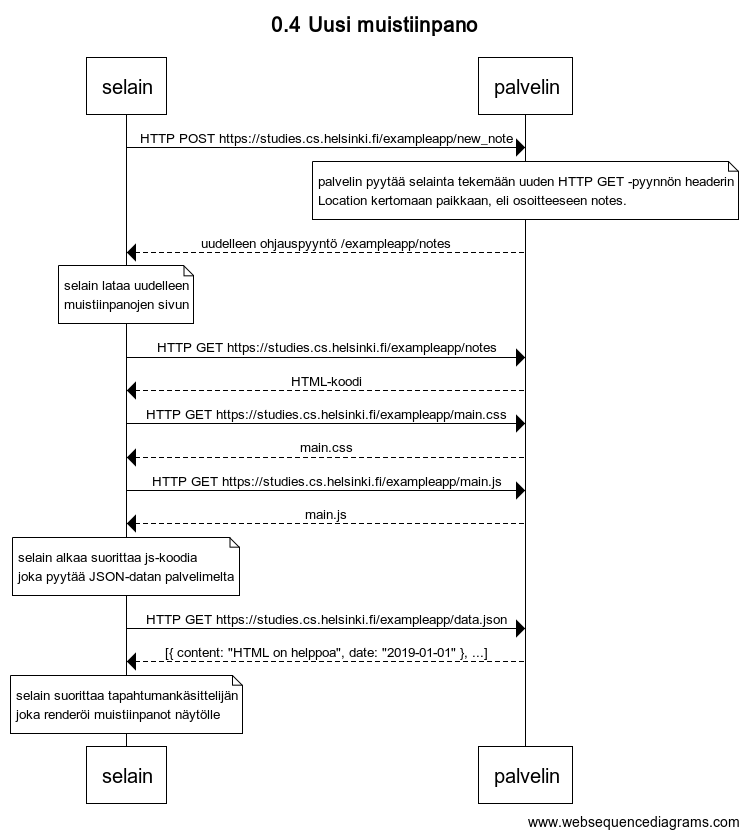 0.4 Uusi muistiinpano
selain
palvelin
HTTP POST https://studies.cs.helsinki.fi/exampleapp/new_note
palvelin pyytää selainta tekemään uuden HTTP GET -pyynnön headerin
Location kertomaan paikkaan, eli osoitteeseen notes.
uudelleen ohjauspyyntö /exampleapp/notes
selain lataa uudelleen
muistiinpanojen sivun
HTTP GET https://studies.cs.helsinki.fi/exampleapp/notes
HTML-koodi
HTTP GET https://studies.cs.helsinki.fi/exampleapp/main.css
main.css
HTTP GET https://studies.cs.helsinki.fi/exampleapp/main.js
main.js
selain alkaa suorittaa js-koodia
joka pyytää JSON-datan palvelimelta
HTTP GET https://studies.cs.helsinki.fi/exampleapp/data.json
[{ content: "HTML on helppoa", date: "2019-01-01" }, ...]
selain suorittaa tapahtumankäsittelijän
joka renderöi muistiinpanot näytölle
selain
palvelin
www.websequencediagrams.com